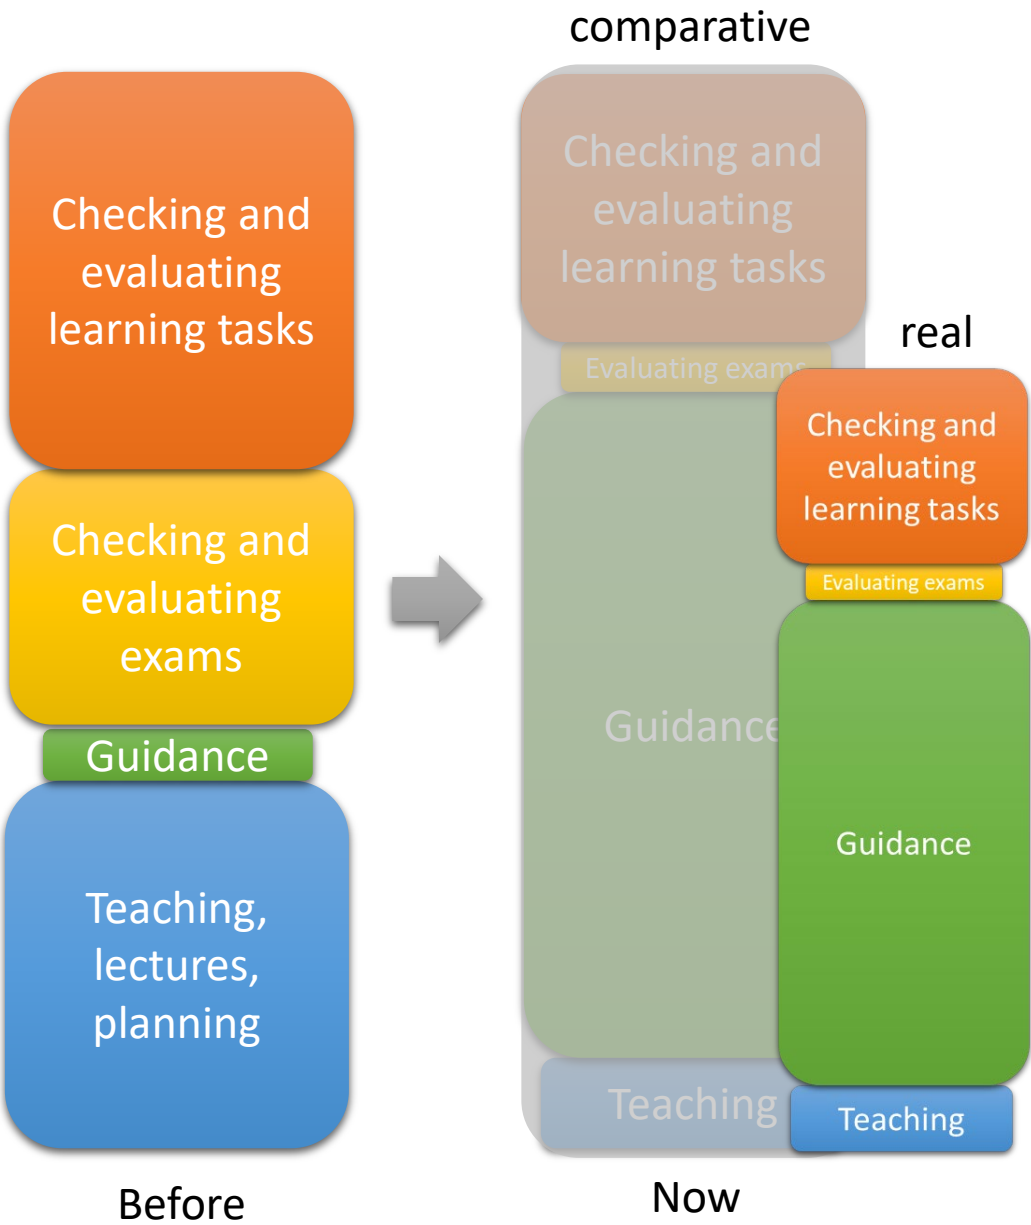 comparative
Checking and
evaluating
learning tasks
Checking and
evaluating
exams
Guidance
Teaching,
lectures,
planning
Before
Checking and
evaluating
learning tasks
Evaluating exams
Guidance
Teaching
Now
real
Checking and
evaluating
learning tasks
Evaluating exams
Guidance
Teaching